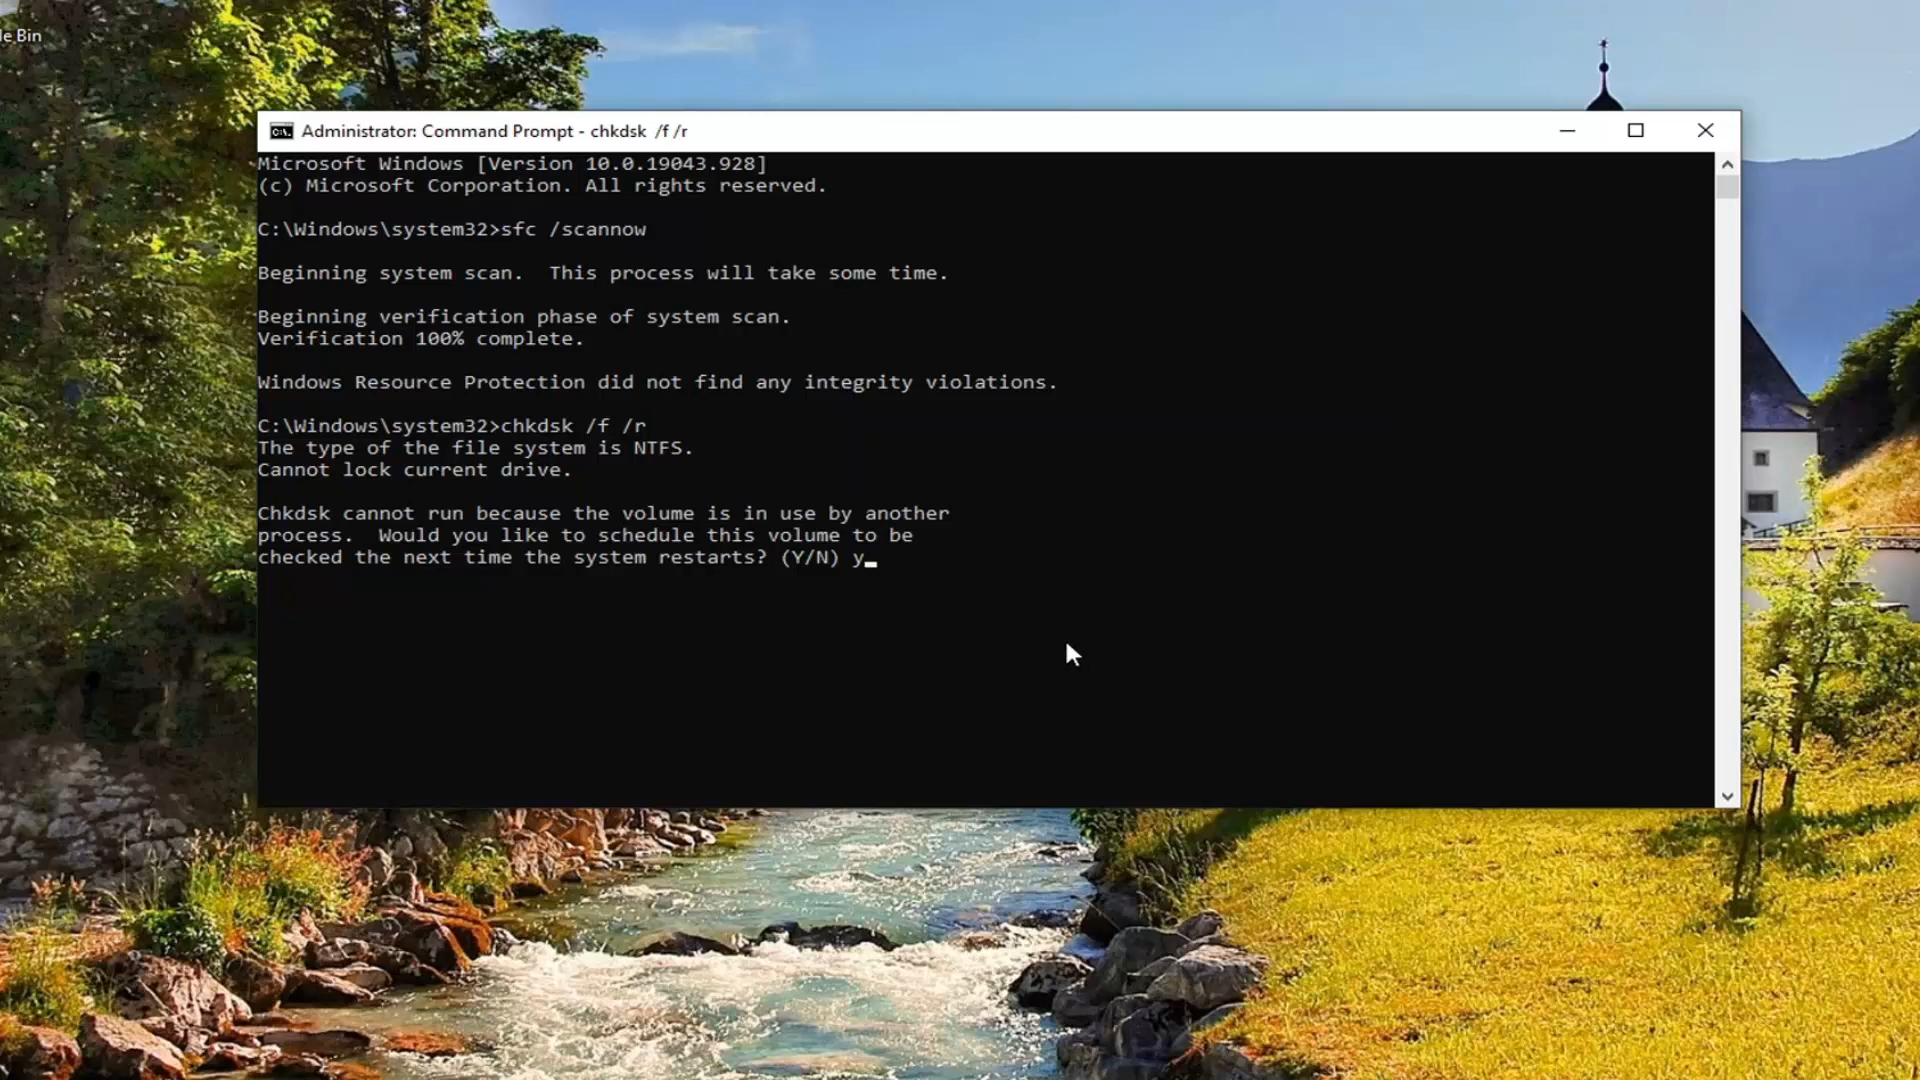 le Bin
Administrator: Command Prompt - chkdsk /f /r
Microsoft Windows [Version 10.0.19043.928]
(c) Microsoft Corporation. All rights reserved.
C:\Windows\system32>sfc /scannow
Beginning system scan.  This process will take some time.
Beginning verification phase of system scan.
Verification 100% complete.
Windows Resource Protection did not find any integrity violations.
C:\Windows\system32>chkdsk /f /r
The type of the file system is NTFS.
Cannot lock current drive.
Chkdsk cannot run because the volume is in use by another
process.  Would you like to schedule this volume to be
checked the next time the system restarts? (Y/N) y